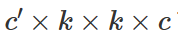 c′ × k × k × c